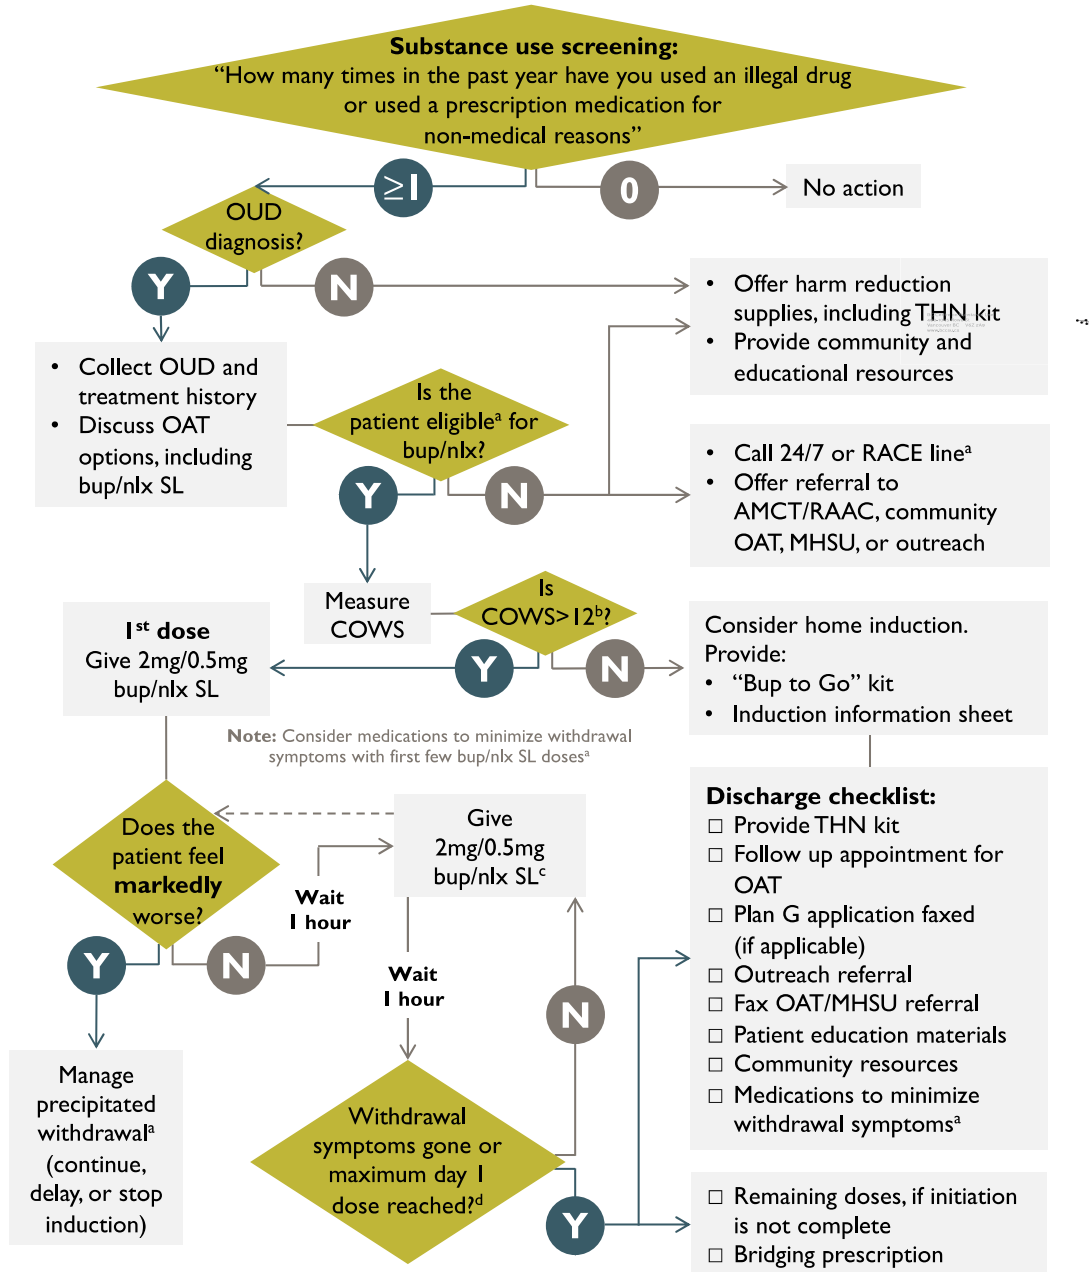 Substance use screening:
“How many times in the past year have you used an illegal drug
or used a prescription medication for
non-medical reasons”
≥1
0
No action
OUD
diagnosis?
Y
N
• Offer harm reduction
supplies, including THN kit
• Provide community and
educational resources
• Collect OUD and
treatment history
• Discuss OAT
options, including
bup/nlx SL
Is the
patient eligibleᵃ for
bup/nlx?
Y
N
• Call 24/7 or RACE lineᵃ
• Offer referral to
AMCT/RAAC, community
OAT, MHSU, or outreach
Measure
COWS
Is
COWS>12ᵇ?
Y
N
Consider home induction.
Provide:
• “Bup to Go” kit
• Induction information sheet
1st dose
Give 2mg/0.5mg
bup/nlx SL
Note: Consider medications to minimize withdrawal
symptoms with first few bup/nlx SL dosesᵃ
Does the
patient feel
markedly
worse?
Y
N
Wait
1 hour
Give
2mg/0.5mg
bup/nlx SLᶜ
Wait
1 hour
N
Manage
precipitated
withdrawalᵃ
(continue,
delay, or stop
induction)
Withdrawal
symptoms gone or
maximum day 1
dose reached?ᵈ
Y
Discharge checklist:
□ Provide THN kit
□ Follow up appointment for
OAT
□ Plan G application faxed
(if applicable)
□ Outreach referral
□ Fax OAT/MHSU referral
□ Patient education materials
□ Community resources
□ Medications to minimize
withdrawal symptomsᵃ
□ Remaining doses, if initiation
is not complete
□ Bridging prescription